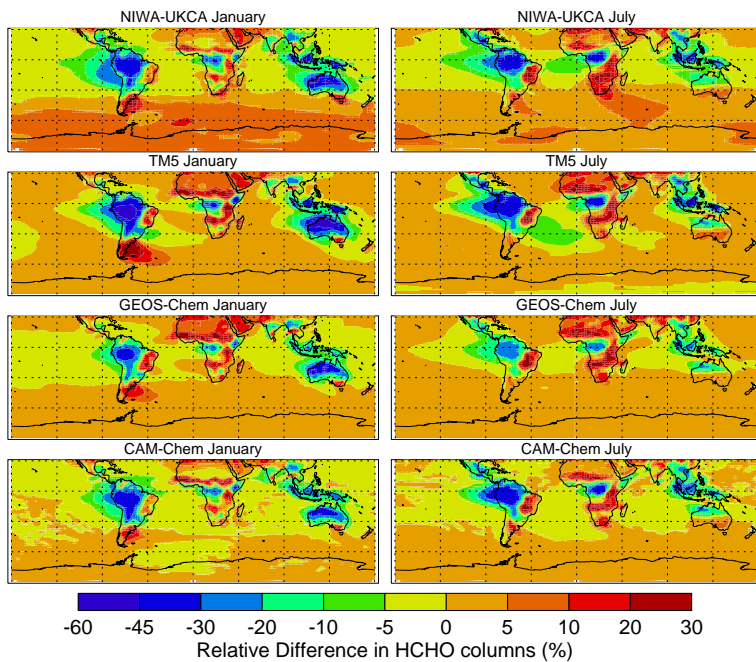 NIWA-UKCA January
NIWA-UKCA July
TM5 January
TM5 July
GEOS-Chem January
GEOS-Chem July
CAM-Chem January
CAM-Chem July
-60 -45 -30 -20 -10 -5 0 5 10 20 30
Relative Difference in HCHO columns (%)